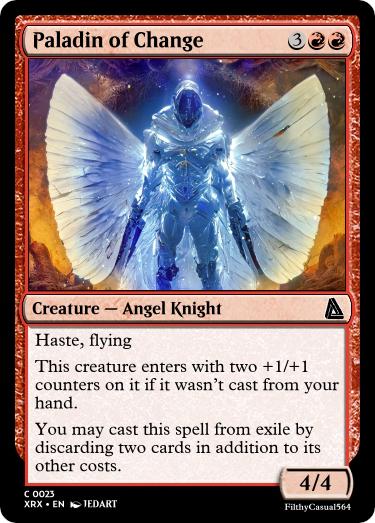 Paladin of Change 3
Creature — Angel Knight
Haste, flying
This creature enters with two +1/+1
counters on it if it wasn't cast from your
hand.
You may cast this spell from exile by
discarding two cards in addition to its
other costs.
4/4
C 0023
XRX • EN JEDART
FilthyCasual564